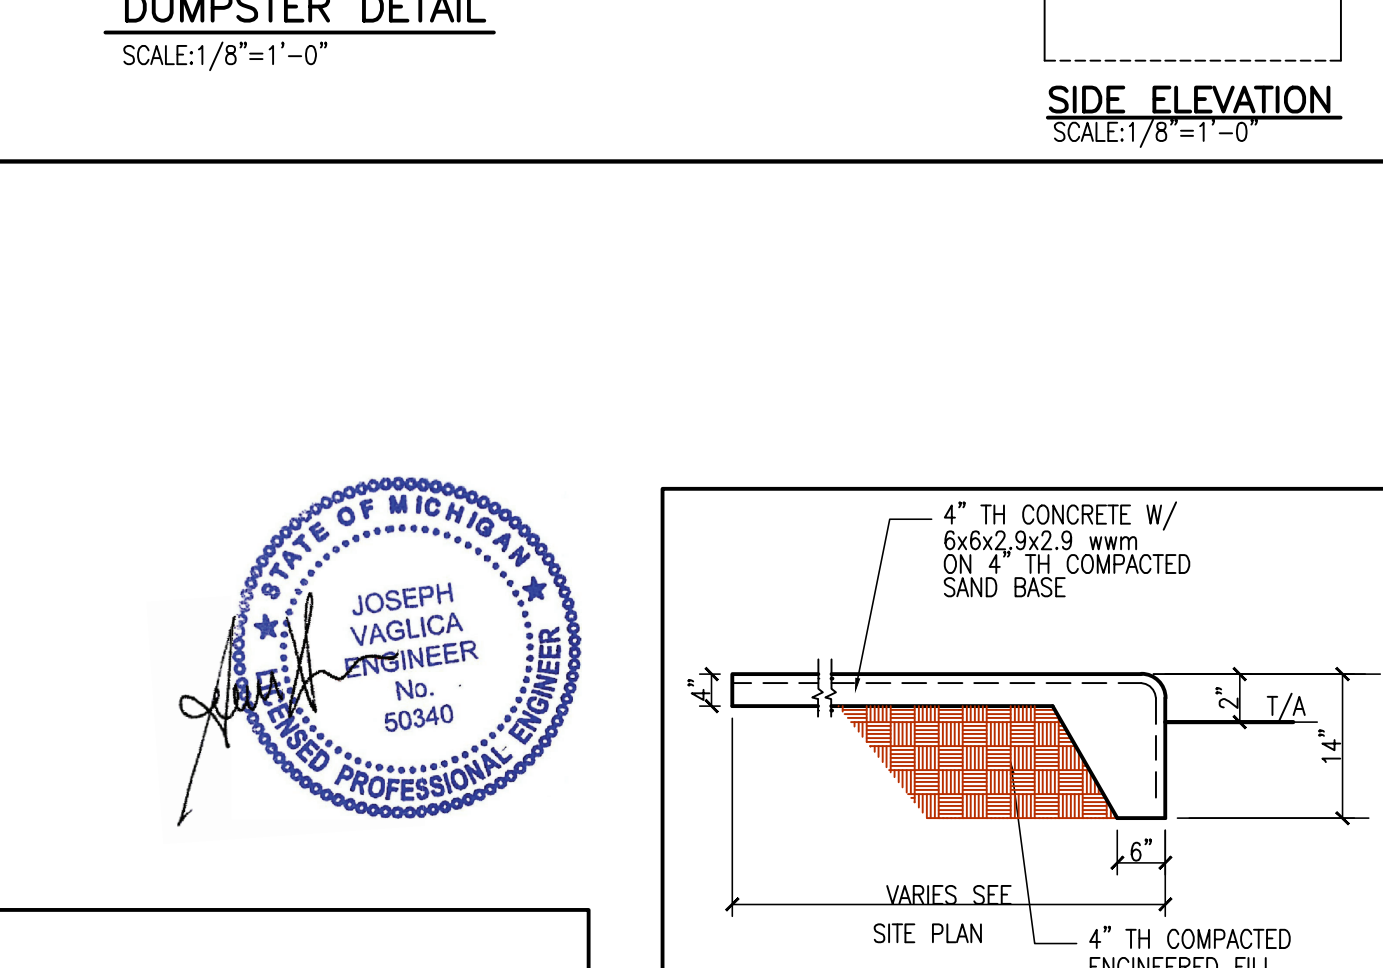 DUMPSTER DETAIL
SCALE:1/8"=1'-0"
SIDE ELEVATION
SCALE:1/8"=1'-0"
STATE OF MICHIGAN
JOSEPH
VAGLICA
ENGINEER
No.
50340
LICENSED PROFESSIONAL ENGINEER
4" TH CONCRETE W/
6x6x2.9x2.9 wwm
ON 4" TH COMPACTED
SAND BASE
4"
2"
T/A
14"
6"
VARIES SEE
SITE PLAN
4" TH COMPACTED
ENGINEERED FILL